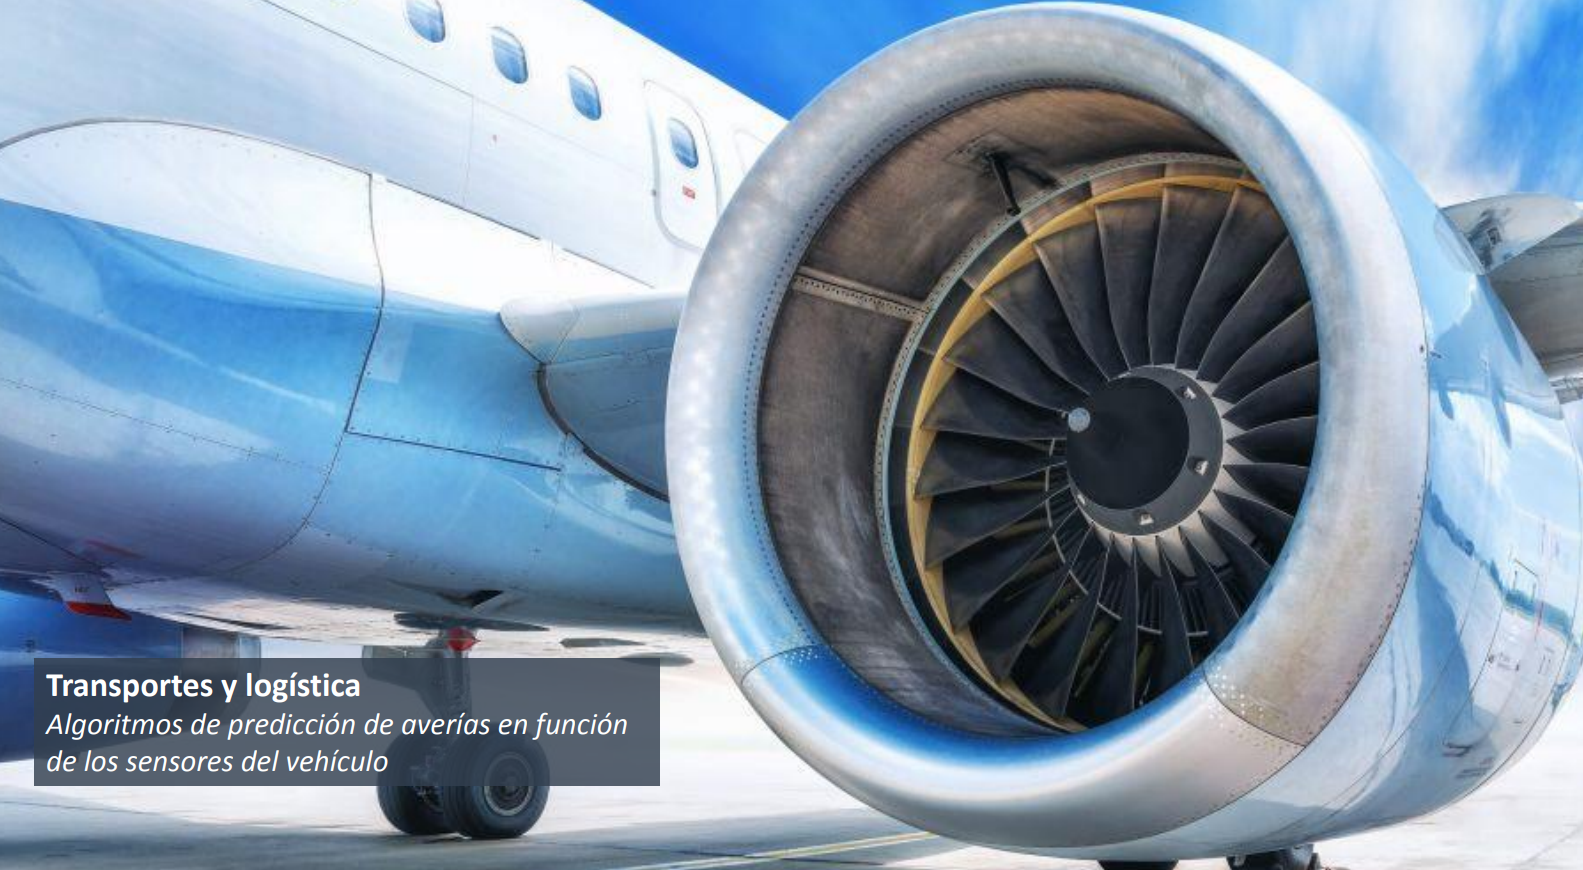 Transportes y logística
Algoritmos de predicción de averías en función
de los sensores del vehículo